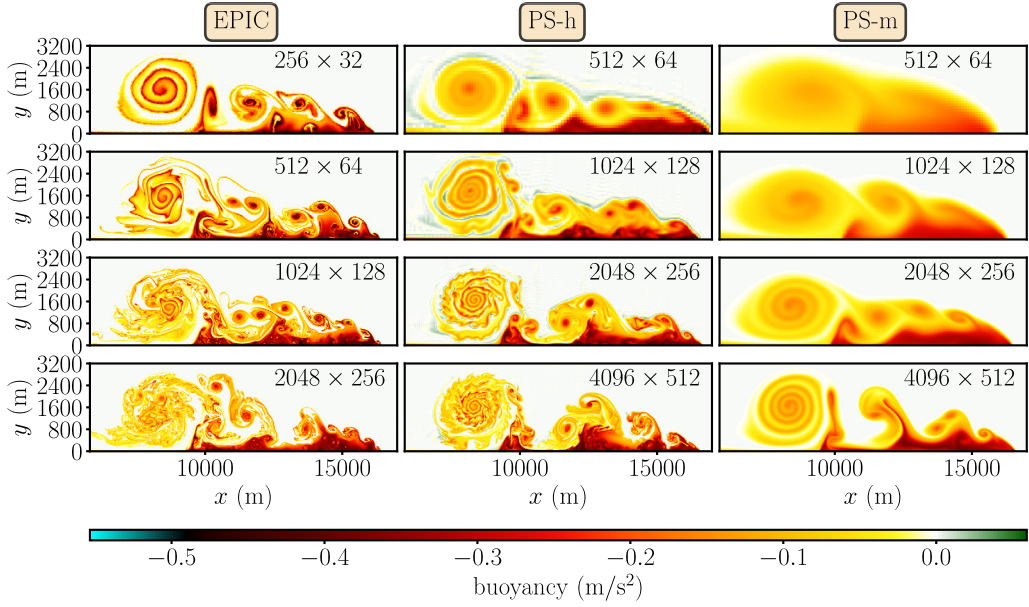 EPIC PS-h PS-m
3200 256 × 32 512 × 64 512 × 64
2400
1600
800
0
y (m)
3200 512 × 64 1024 × 128 1024 × 128
2400
1600
800
0
y (m)
3200 1024 × 128 2048 × 256 2048 × 256
2400
1600
800
0
y (m)
3200 2048 × 256 4096 × 512 4096 × 512
2400
1600
800
0
y (m)
10000 15000 10000 15000 10000 15000
x (m) x (m) x (m)
−0.5 −0.4 −0.3 −0.2 −0.1 0.0
buoyancy (m/s²)